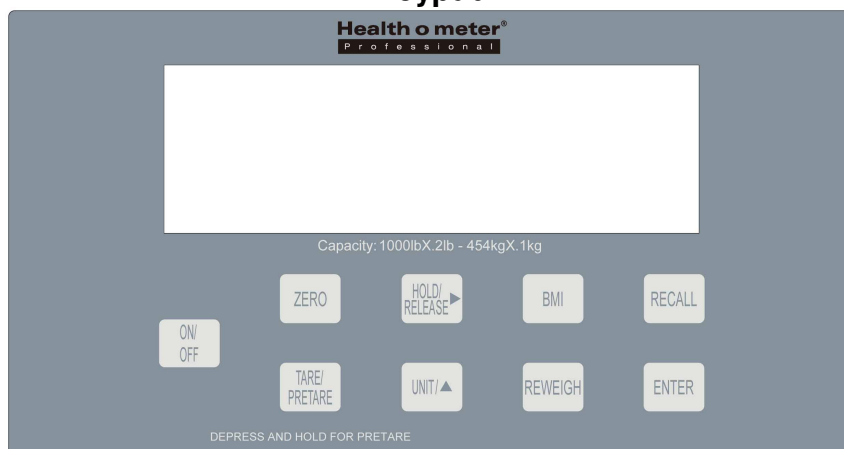 Health o meter®
Professional
Capacity: 1000lbX.2lb - 454kgX.1kg
ZERO
HOLD/
RELEASE▶
BMI
RECALL
ON/
OFF
TARE/
PRETARE
UNIT/▲
REWEIGH
ENTER
DEPRESS AND HOLD FOR PRETARE